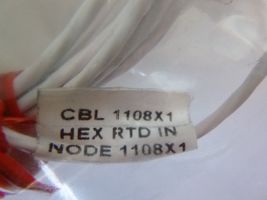 CBL 1108X1
HEX RTD IN
NODE 1108X1